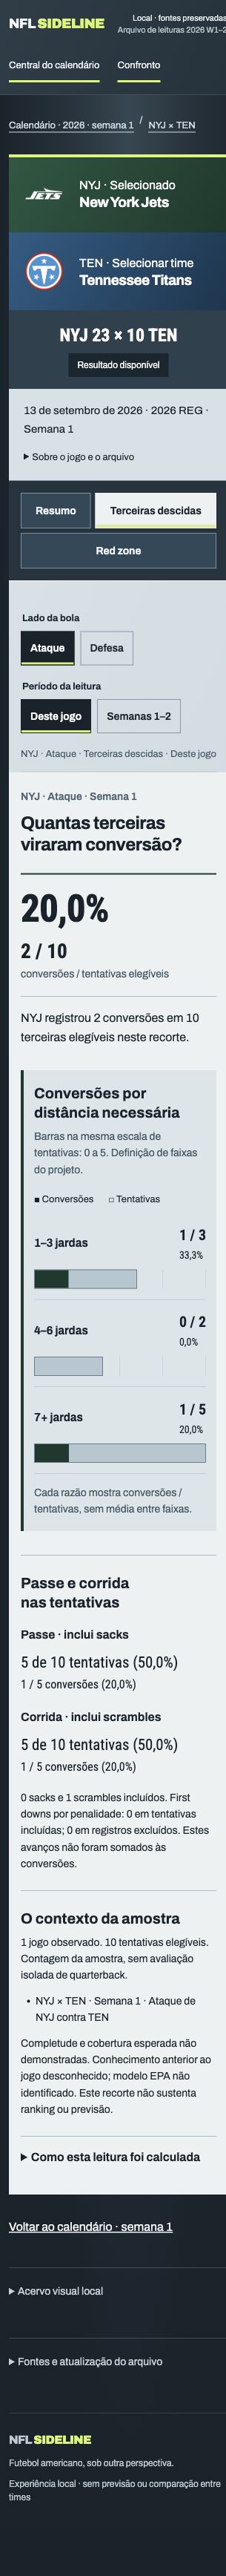 NFL SIDELINE
Local · fontes preservadas
Arquivo de leituras 2026 W1–2
Central do calendário Confronto
Calendário · 2026 · semana 1 / NYJ × TEN
JETS
NYJ · Selecionado
New York Jets
TEN · Selecionar time
Tennessee Titans
NYJ 23 × 10 TEN
Resultado disponível
13 de setembro de 2026 · 2026 REG ·
Semana 1
▶ Sobre o jogo e o arquivo
Resumo Terceiras descidas
Red zone
Lado da bola
Ataque Defesa
Período da leitura
Deste jogo Semanas 1–2
NYJ · Ataque · Terceiras descidas · Deste jogo
NYJ · Ataque · Semana 1
Quantas terceiras
viraram conversão?
20,0%
2 / 10
conversões / tentativas elegíveis
NYJ registrou 2 conversões em 10
terceiras elegíveis neste recorte.
Conversões por
distância necessária
Barras na mesma escala de
tentativas: 0 a 5. Definição de faixas
do projeto.
■ Conversões □ Tentativas
1–3 jardas 1 / 3
33,3%
4–6 jardas 0 / 2
0,0%
7+ jardas 1 / 5
20,0%
Cada razão mostra conversões /
tentativas, sem média entre faixas.
Passe e corrida
nas tentativas
Passe · inclui sacks
5 de 10 tentativas (50,0%)
1 / 5 conversões (20,0%)
Corrida · inclui scrambles
5 de 10 tentativas (50,0%)
1 / 5 conversões (20,0%)
0 sacks e 1 scrambles incluídos. First
downs por penalidade: 0 em tentativas
incluídas; 0 em registros excluídos. Estes
avanços não foram somados às
conversões.
O contexto da amostra
1 jogo observado. 10 tentativas elegíveis.
Contagem da amostra, sem avaliação
isolada de quarterback.
• NYJ × TEN · Semana 1 · Ataque de
NYJ contra TEN
Completude e cobertura esperada não
demonstradas. Conhecimento anterior ao
jogo desconhecido; modelo EPA não
identificado. Este recorte não sustenta
ranking ou previsão.
▶ Como esta leitura foi calculada
Voltar ao calendário · semana 1
▶ Acervo visual local
▶ Fontes e atualização do arquivo
NFL SIDELINE
Futebol americano, sob outra perspectiva.
Experiência local · sem previsão ou comparação entre
times